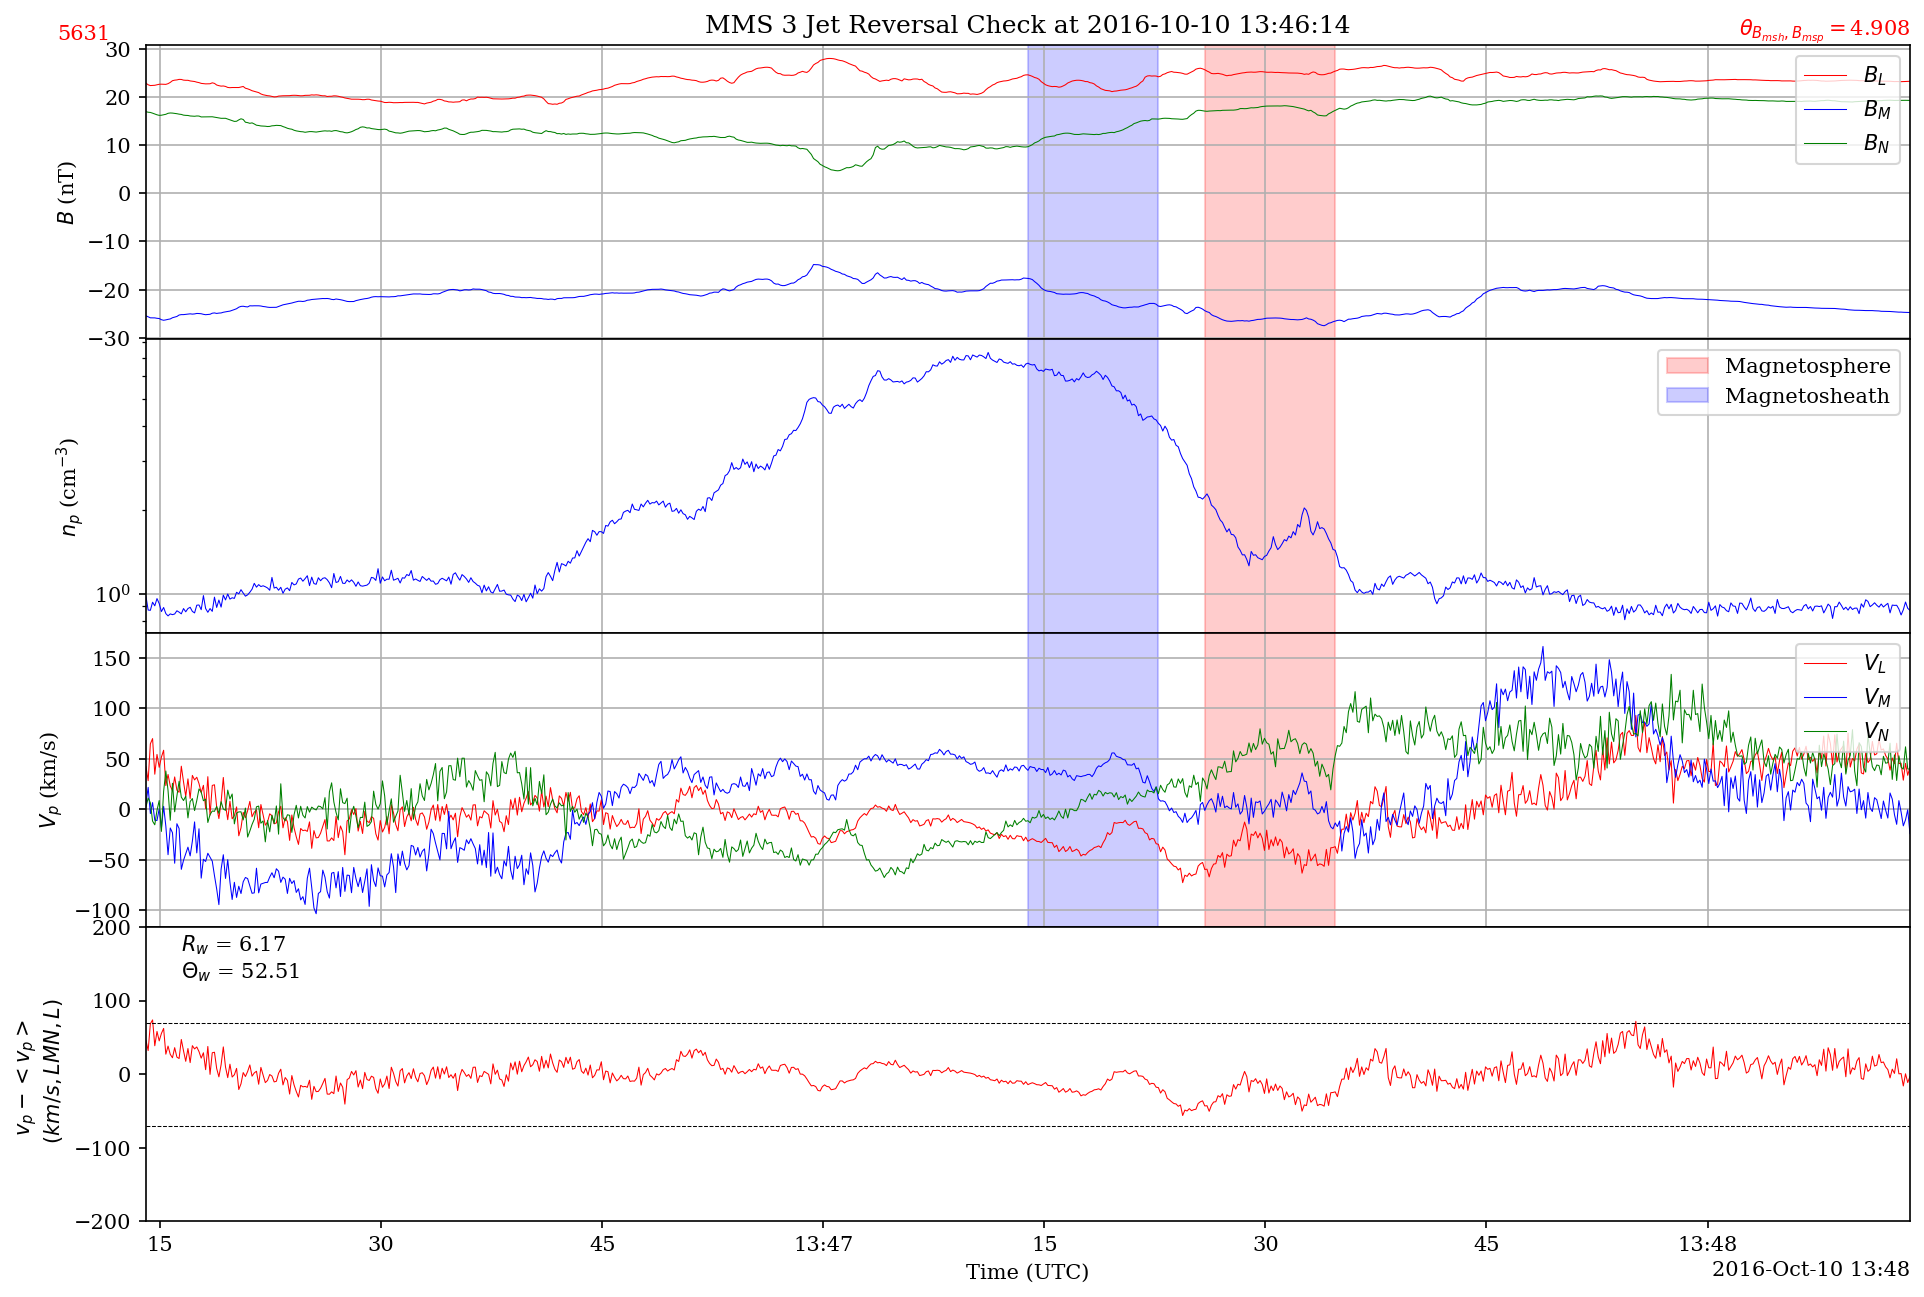 5631
MMS 3 Jet Reversal Check at 2016-10-10 13:46:14
θ_{B_{msh}, B_{msp}} = 4.908
30
20
10
0
−10
−20
−30
B (nT)
B_L
B_M
B_N
10^0
n_p (cm^{−3})
Magnetosphere
Magnetosheath
150
100
50
0
−50
−100
V_p (km/s)
V_L
V_M
V_N
200
100
0
−100
−200
v_p − < v_p >
(km/s, LMN, L)
R_w = 6.17
Θ_w = 52.51
15 30 45 13:47 15 30 45 13:48
Time (UTC)
2016-Oct-10 13:48